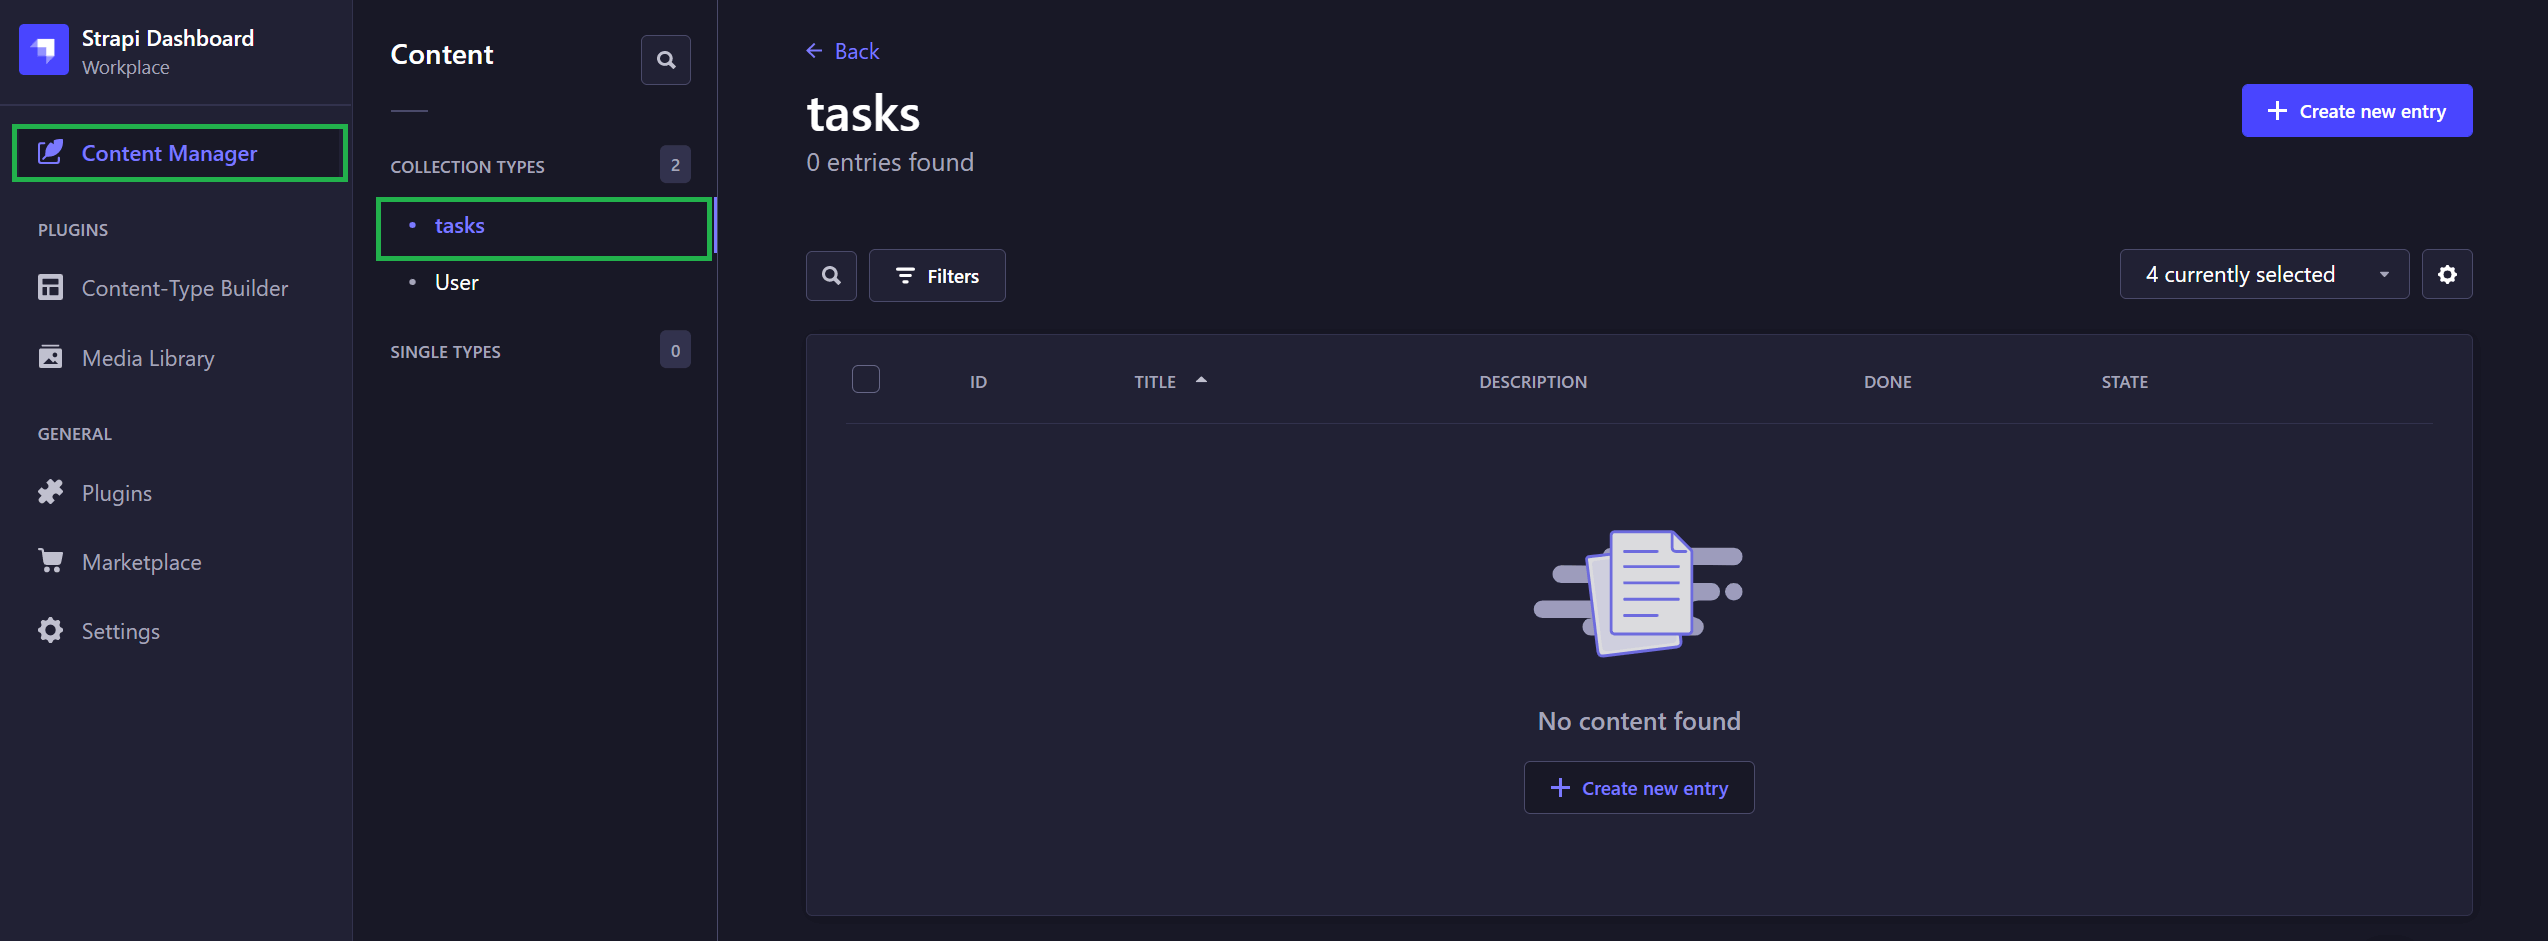 Strapi Dashboard
Workplace
Content Manager
PLUGINS
Content-Type Builder
Media Library
GENERAL
Plugins
Marketplace
Settings
Content
COLLECTION TYPES 2
tasks
User
SINGLE TYPES 0
Back
tasks
0 entries found
Create new entry
Filters
4 currently selected
ID TITLE DESCRIPTION DONE STATE
No content found
Create new entry